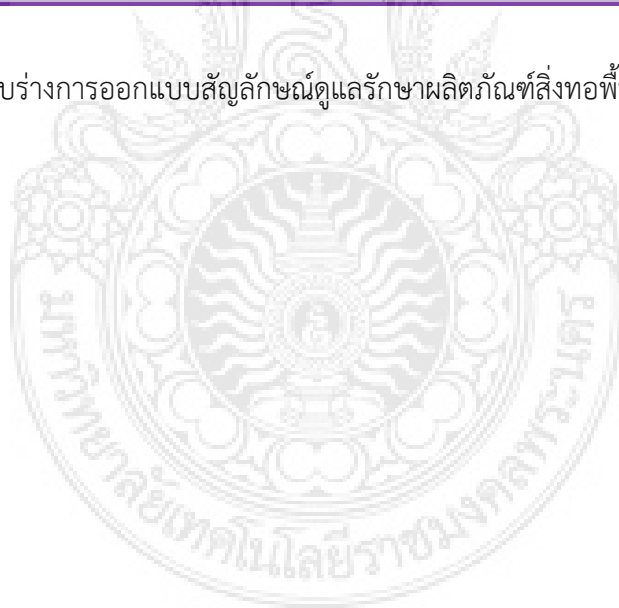 บร่างการออกแบบสัญลักษณ์ดูแลรักษาผลิตภัณฑ์สิ่งทอพื้
มหาวิทยาลัยเทคโนโลยีราชมงคลพระนคร